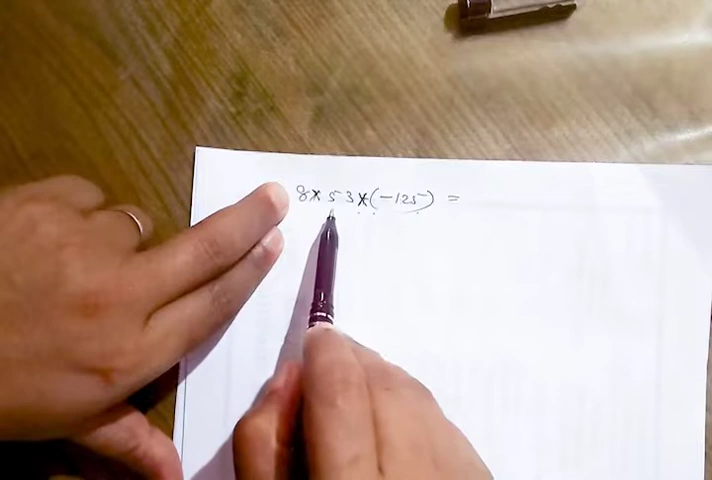 8 * 53 * (-125) =